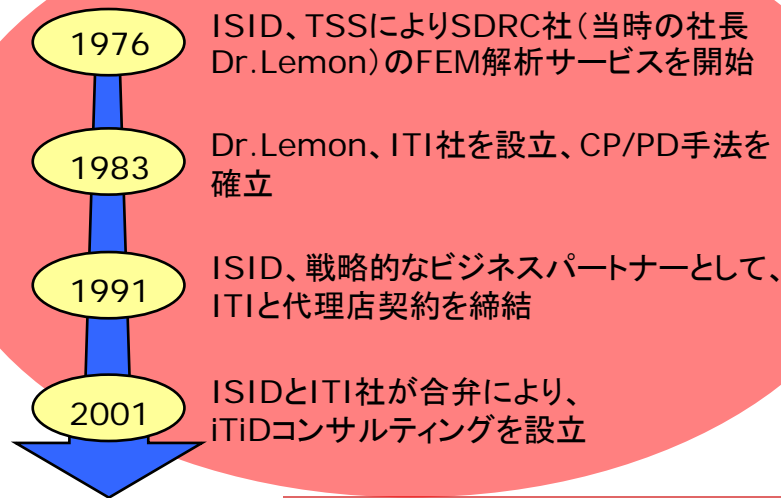 1976
ISID、TSSによりSDRC社（当時の社長
Dr.Lemon）のFEM解析サービスを開始
1983
Dr.Lemon、ITI社を設立、CP/PD手法を
確立
1991
ISID、戦略的なビジネスパートナーとして、
ITIと代理店契約を締結
2001
ISIDとITI社が合弁により、
iTiDコンサルティングを設立